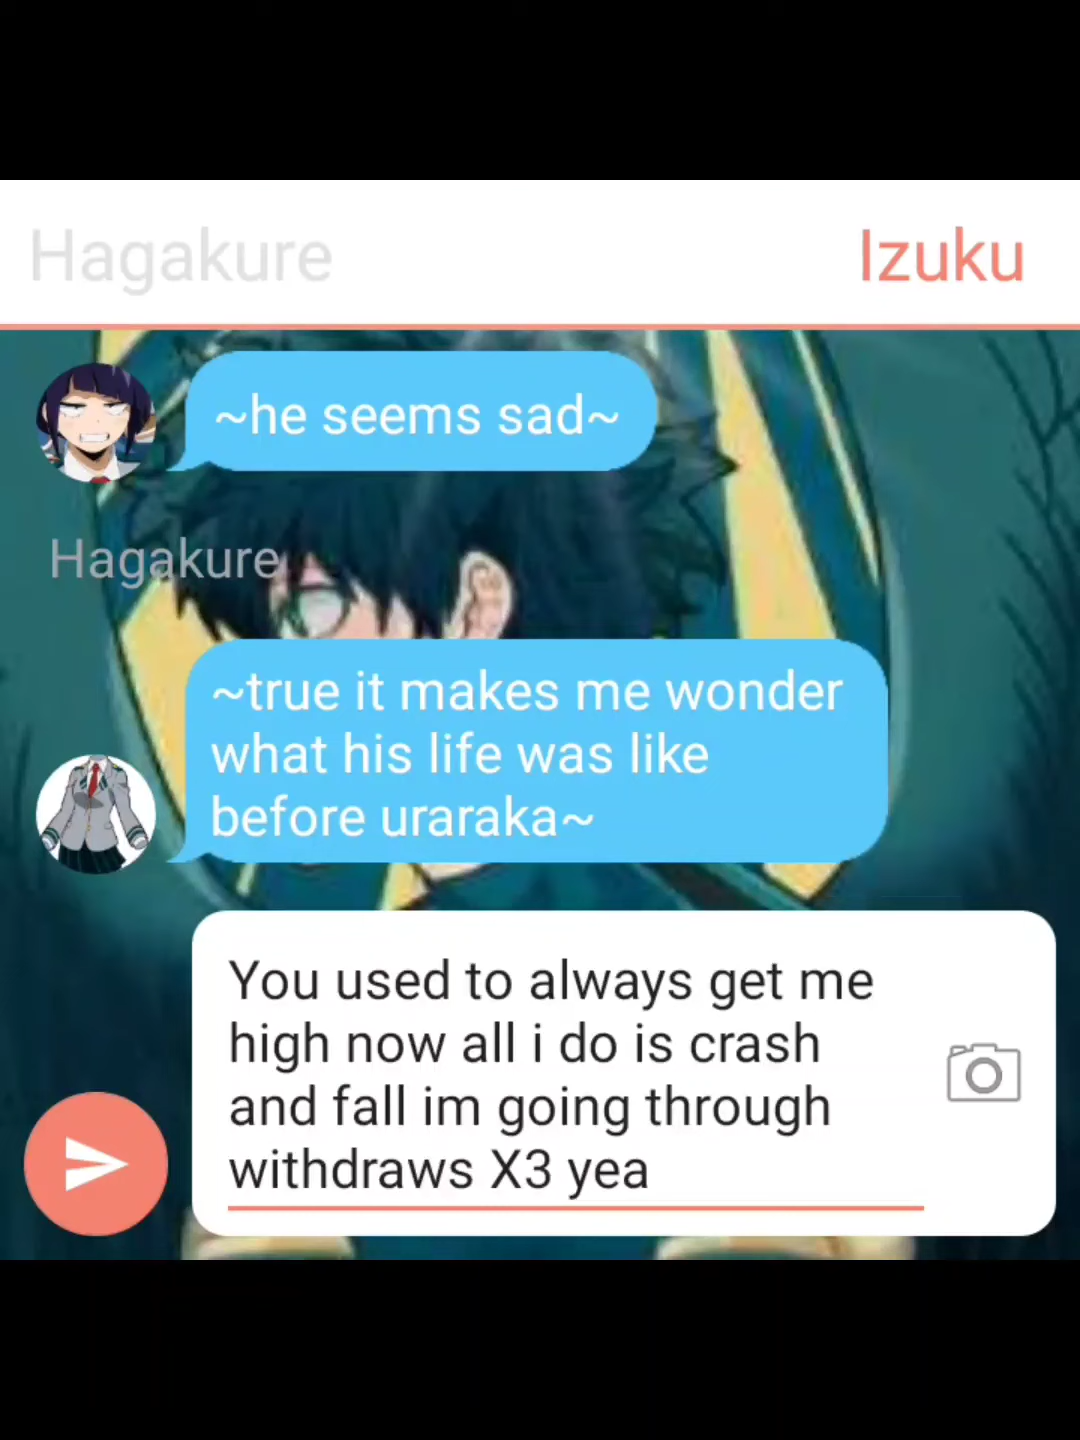 Hagakure
Izuku
~he seems sad~
Hagakure
~true it makes me wonder
what his life was like
before uraraka~
You used to always get me
high now all i do is crash
and fall im going through
withdraws X3 yea